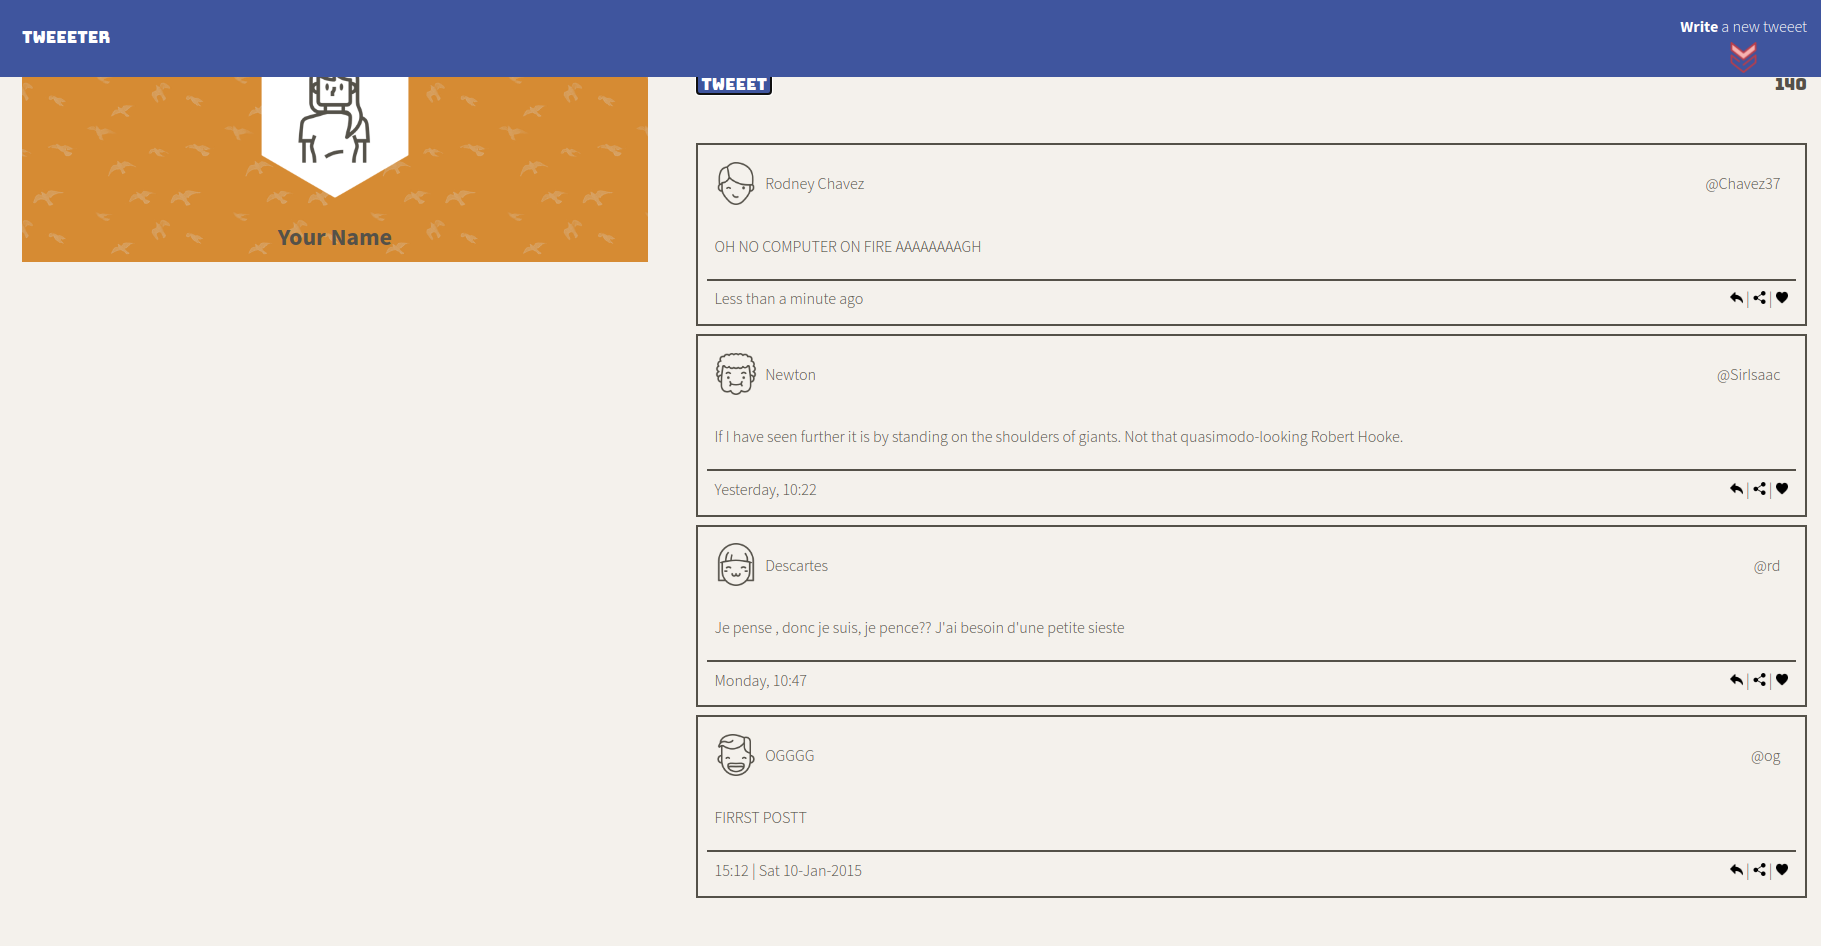 TWEEETER
Write a new tweeet
Your Name
TWEEET
140
Rodney Chavez
@Chavez37
OH NO COMPUTER ON FIRE AAAAAAAAGH
Less than a minute ago
Newton
@SirIsaac
If I have seen further it is by standing on the shoulders of giants. Not that quasimodo-looking Robert Hooke.
Yesterday, 10:22
Descartes
@rd
Je pense , donc je suis, je pence?? J'ai besoin d'une petite sieste
Monday, 10:47
OGGGG
@og
FIRRST POSTT
15:12 | Sat 10-Jan-2015